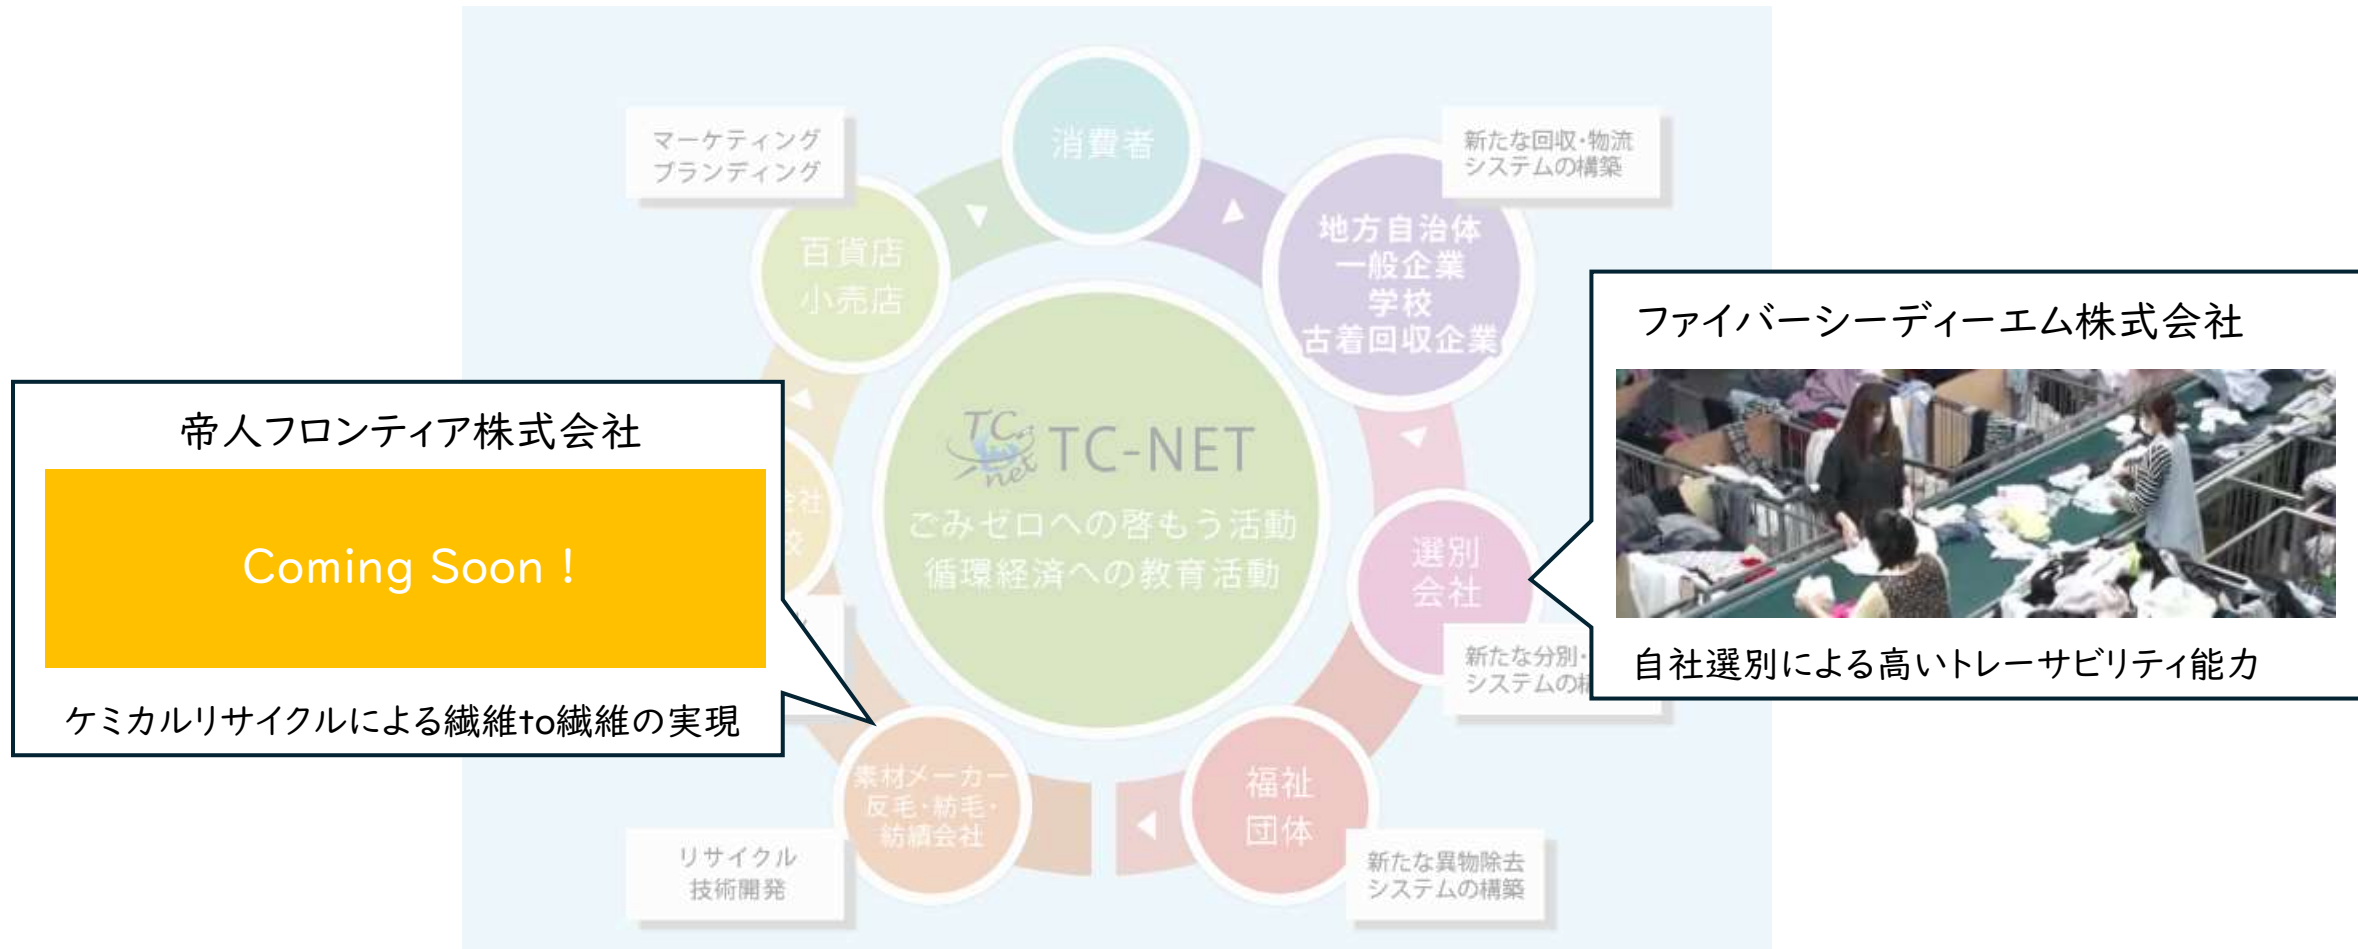 消費者
マーケティング
ブランディング
新たな回収・物流
システムの構築
百貨店
小売店
地方自治体
一般企業
学校
古着回収企業
ファイバーシーディーエム株式会社
自社選別による高いトレーサビリティ能力
帝人フロンティア株式会社
Coming Soon !
ケミカルリサイクルによる繊維to繊維の実現
TC
net
TC-NET
ごみゼロへの啓もう活動
循環経済への教育活動
会社
選別
会社
新たな分別・
システムの
素材メーカー
反毛・紡毛・
紡績会社
福祉
団体
リサイクル
技術開発
新たな異物除去
システムの構築